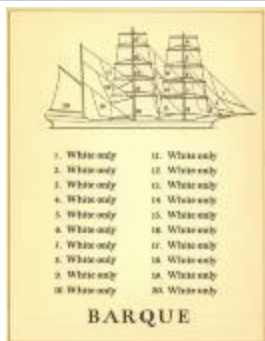 1. White only 11. White only
2. White only 12. White only
3. White only 13. White only
4. White only 14. White only
5. White only 15. White only
6. White only 16. White only
7. White only 17. White only
8. White only 18. White only
9. White only 19. White only
10. White only 20. White only
BARQUE